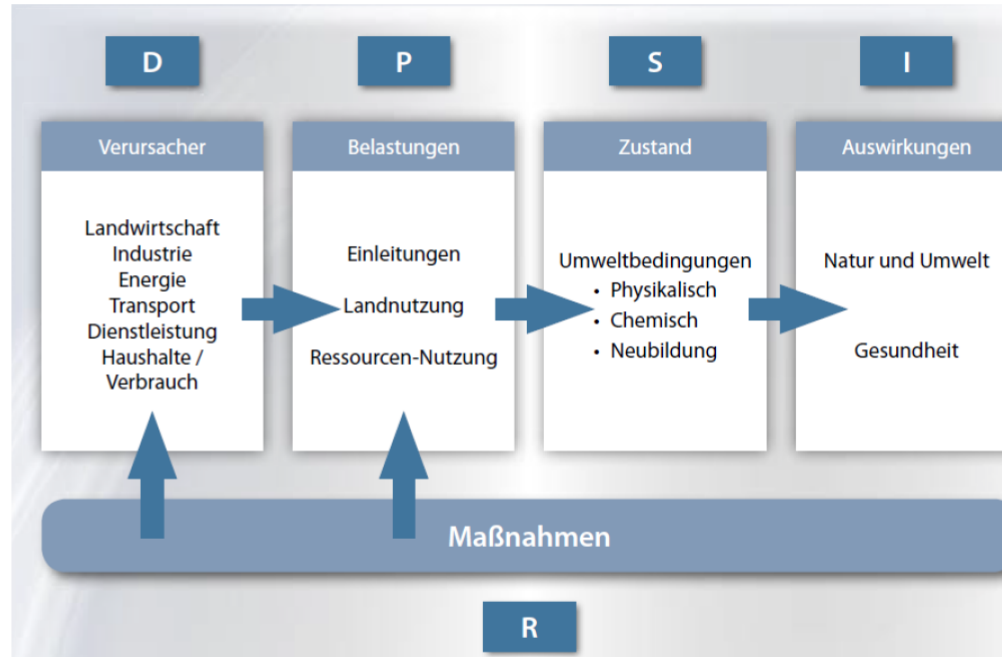 D
P
S
I
Verursacher
Landwirtschaft
Industrie
Energie
Transport
Dienstleistung
Haushalte /
Verbrauch
Belastungen
Einleitungen
Landnutzung
Ressourcen-Nutzung
Zustand
Umweltbedingungen
• Physikalisch
• Chemisch
• Neubildung
Auswirkungen
Natur und Umwelt
Gesundheit
Maßnahmen
R